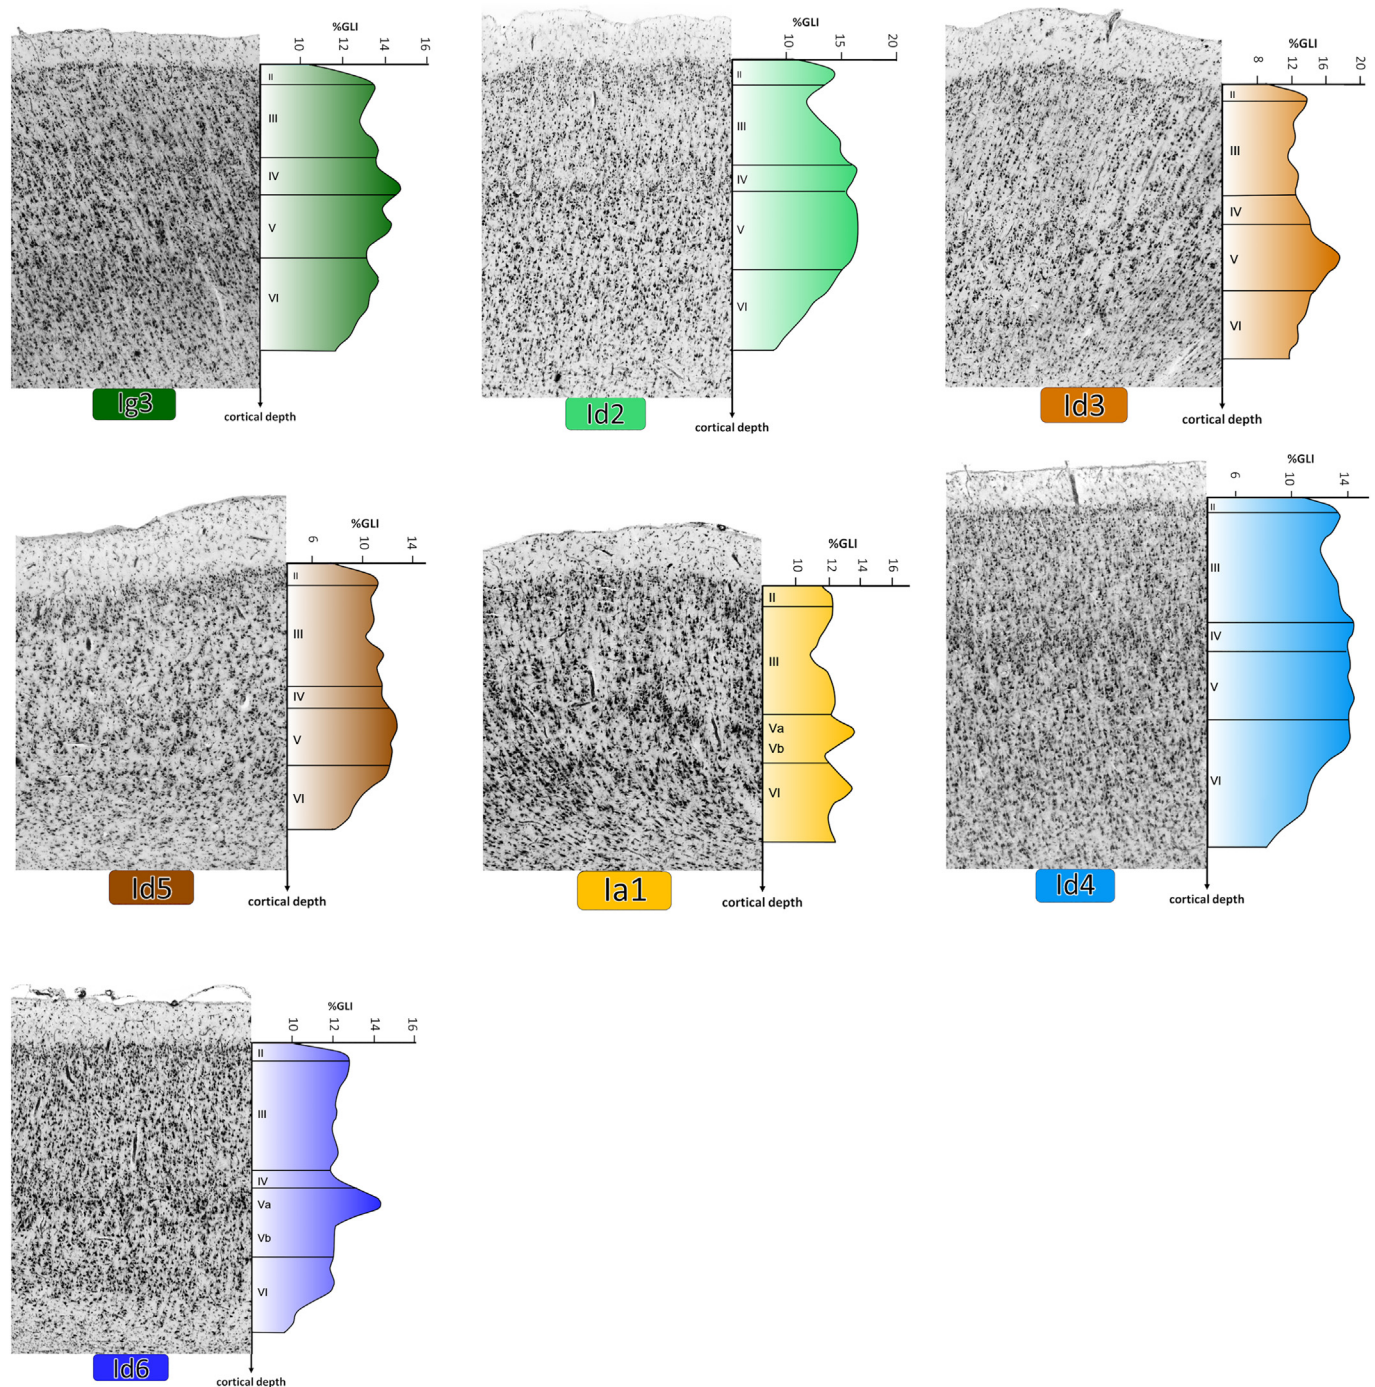 %GLI
10 12 14 16
II
III
IV
V
VI
Ig3
cortical depth
%GLI
10 15 20
II
III
IV
V
VI
Id2
cortical depth
%GLI
8 12 16 20
II
III
IV
V
VI
Id3
cortical depth
%GLI
6 10 14
II
III
IV
V
VI
Id5
cortical depth
%GLI
10 12 14 16
II
III
Va
Vb
VI
Ia1
cortical depth
%GLI
6 10 14
II
III
IV
V
VI
Id4
cortical depth
%GLI
10 12 14 16
II
III
IV
Va
Vb
VI
Id6
cortical depth